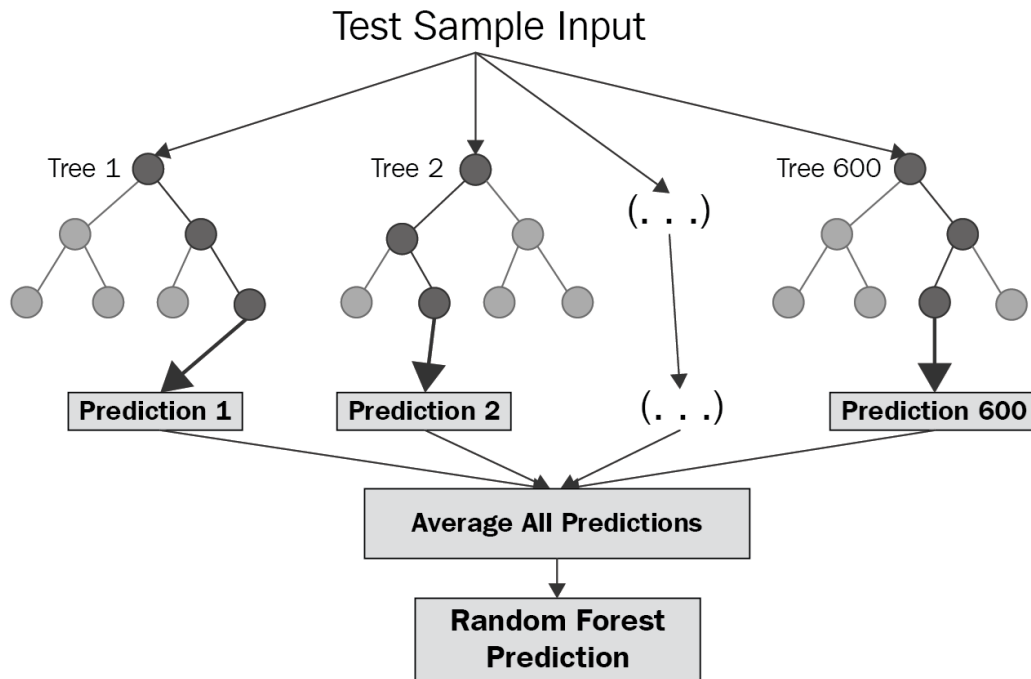 Test Sample Input
Tree 1
Tree 2
Tree 600
(. . .)
Prediction 1
Prediction 2
(. . .)
Prediction 600
Average All Predictions
Random Forest
Prediction